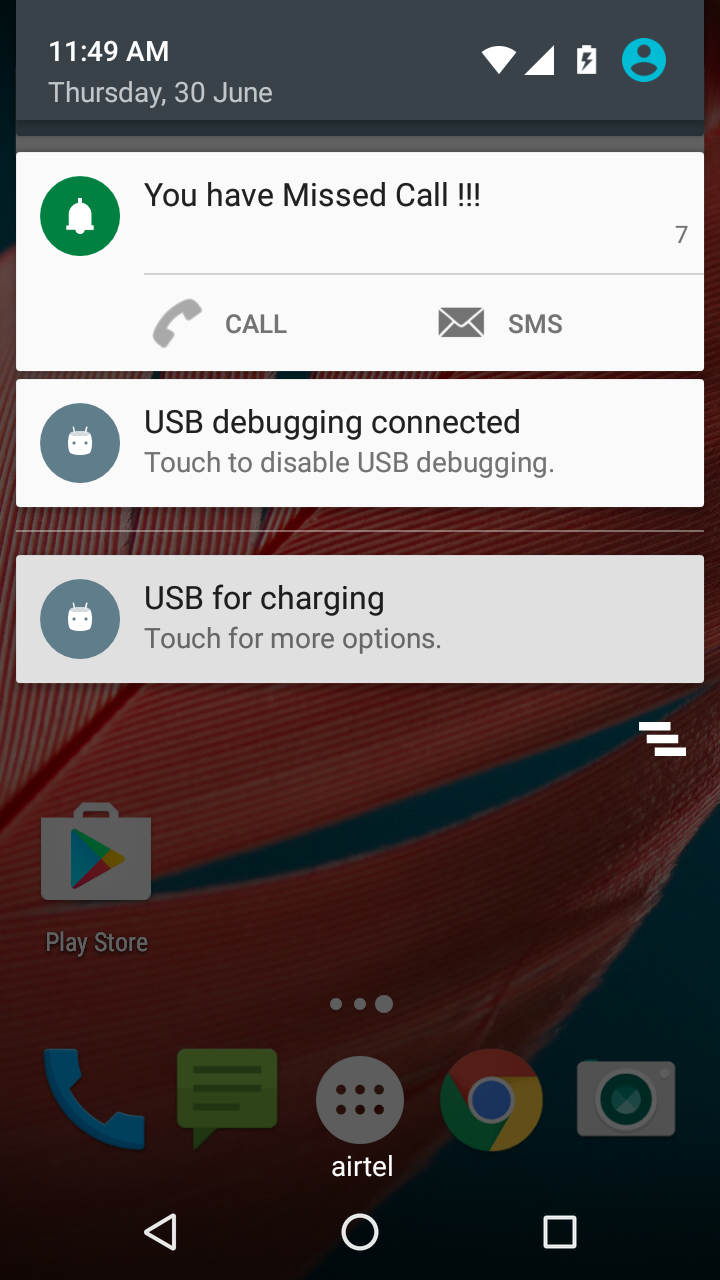 11:49 AM
Thursday, 30 June
You have Missed Call !!!
7
CALL SMS
USB debugging connected
Touch to disable USB debugging.
USB for charging
Touch for more options.
Play Store
airtel